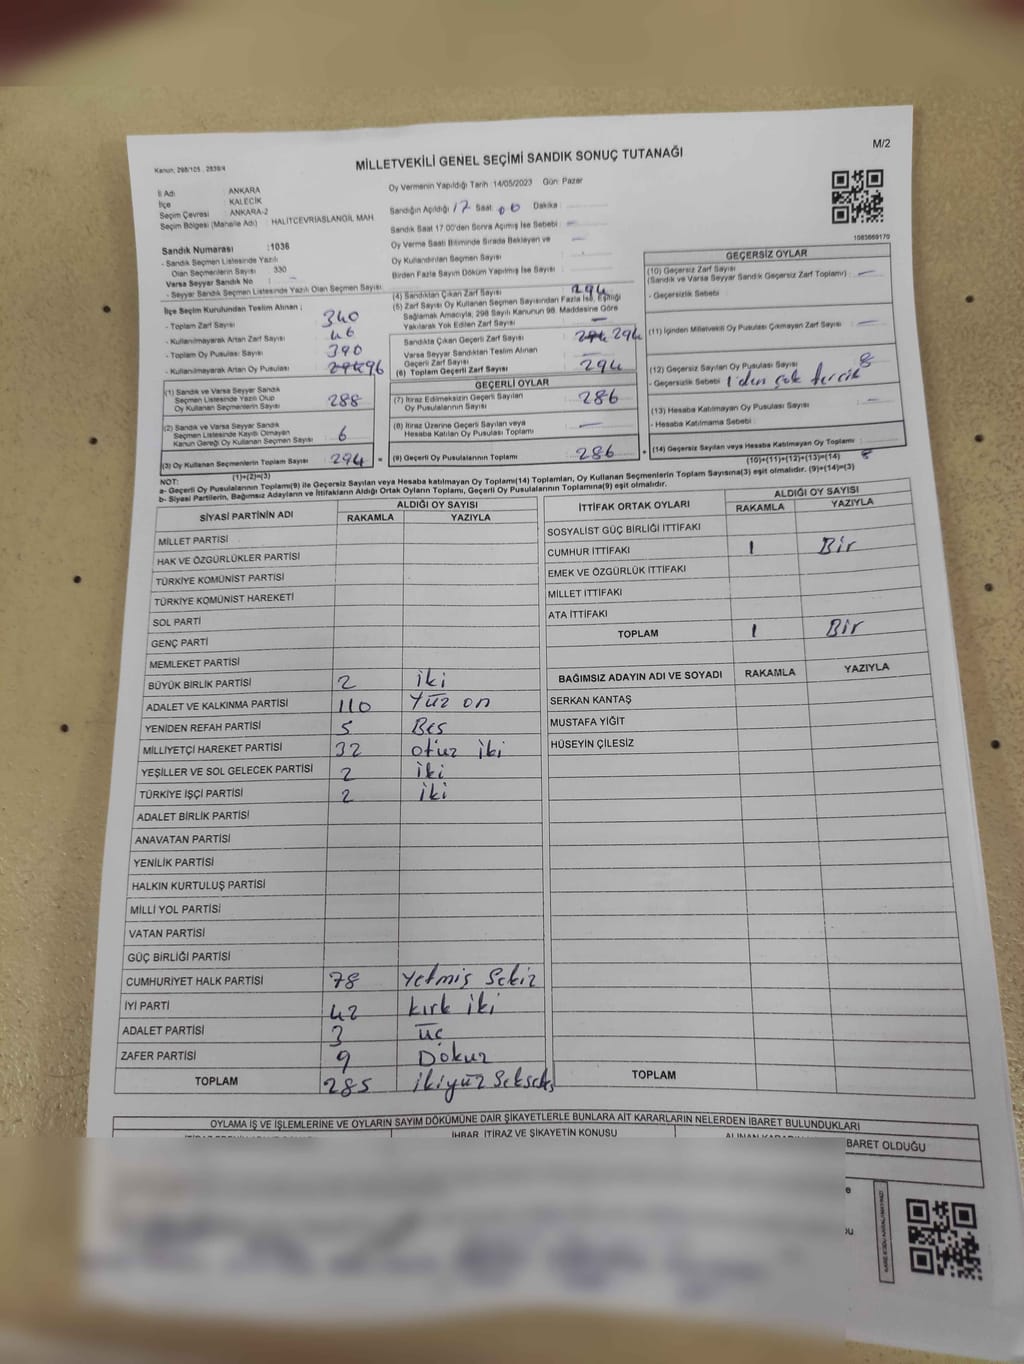 Kanun, 298/105 , 2839/4
MİLLETVEKİLİ GENEL SEÇİMİ SANDIK SONUÇ TUTANAĞI
M/2
İl Adı : ANKARA
İlçe : KALECİK
Seçim Çevresi : ANKARA-2
Seçim Bölgesi (Mahalle Adı) : HALİTCEVRİASLANGİL MAH.
Oy Vermenin Yapıldığı Tarih :14/05/2023 Gün: Pazar
Sandığın Açıldığı 17 Saat 00 Dakika :
Sandık Saat 17.00'den Sonra Açımış İse Sebebi : -
Oy Verme Saati Bitiminde Sırada Bekleyen ve
Oy Kullandırılan Seçmen Sayısı : -
Birden Fazla Sayım Döküm Yapılmış İse Sayısı :
1083669170
Sandık Numarası :1036
- Sandık Seçmen Listesinde Yazılı
Olan Seçmenlerin Sayısı : 330
Varsa Seyyar Sandık No : -
- Seyyar Sandık Seçmen Listesinde Yazılı Olan Seçmen Sayısı:
İlçe Seçim Kurulundan Teslim Alınan ;
- Toplam Zarf Sayısı 340
- Kullanılmayarak Artan Zarf Sayısı 46
- Toplam Oy Pusulası Sayısı 390
- Kullanılmayarak Artan Oy Pusulası 96
(1) Sandık ve Varsa Seyyar Sandık
Seçmen Listesinde Yazılı Olup
Oy Kullanan Seçmenlerin Sayısı 288
(2) Sandık ve Varsa Seyyar Sandık
Seçmen Listesinde Kayıtlı Olmayan
Kanun Gereği Oy Kullanan Seçmen Sayısı 6
(3) Oy Kullanan Seçmenlerin Toplam Sayısı 294
(1)+(2)=(3)
(4) Sandıktan Çıkan Zarf Sayısı 294
(5) Zarf Sayısı Oy Kullanan Seçmen Sayısından Fazla İse, Eşitliği
Sağlamak Amacıyla; 298 Sayılı Kanunun 98. Maddesine Göre
Yakılarak Yok Edilen Zarf Sayısı : -
Sandıkta Çıkan Geçerli Zarf Sayısı 294 294
Varsa Seyyar Sandıktan Teslim Alınan
Geçerli Zarf Sayısı : -
(6) Toplam Geçerli Zarf Sayısı 294
GEÇERLİ OYLAR
(7) İtiraz Edilmeksizin Geçerli Sayılan
Oy Pusulalarının Sayısı 286
(8) İtiraz Üzerine Geçerli Sayılan veya
Hesaba Katılan Oy Pusulası Toplamı : -
= (9) Geçerli Oy Pusulalarının Toplamı 286
GEÇERSİZ OYLAR
(10) Geçersiz Zarf Sayısı
(Sandık ve Varsa Seyyar Sandık Geçersiz Zarf Toplamı) : -
- Geçersizlik Sebebi :
(11) İçinden Milletvekili Oy Pusulası Çıkmayan Zarf Sayısı : -
(12) Geçersiz Sayılan Oy Pusulası Sayısı 8
- Geçersizlik Sebebi 1'den çok tercih
(13) Hesaba Katılmayan Oy Pusulası Sayısı : -
- Hesaba Katılmama Sebebi :
+ (14) Geçersiz Sayılan veya Hesaba Katılmayan Oy Toplamı 8
(10)+(11)+(12)+(13)=(14)
NOT:
a- Geçerli Oy Pusulalarının Toplamı(9) ile Geçersiz Sayılan veya Hesaba katılmayan Oy Toplamı(14) Toplamları, Oy Kullanan Seçmenlerin Toplam Sayısına(3) eşit olmalıdır. (9)+(14)=(3)
b- Siyasi Partilerin, Bağımsız Adayların ve İttifakların Aldığı Ortak Oyların Toplamı, Geçerli Oy Pusulalarının Toplamına(9) eşit olmalıdır.
SİYASİ PARTİNİN ADI ALDIĞI OY SAYISI
RAKAMLA YAZIYLA
MİLLET PARTİSİ
HAK VE ÖZGÜRLÜKLER PARTİSİ
TÜRKİYE KOMÜNİST PARTİSİ
TÜRKİYE KOMÜNİST HAREKETİ
SOL PARTİ
GENÇ PARTİ
MEMLEKET PARTİSİ
BÜYÜK BİRLİK PARTİSİ 2 iki
ADALET VE KALKINMA PARTİSİ 110 Yüz on
YENİDEN REFAH PARTİSİ 5 Beş
MİLLİYETÇİ HAREKET PARTİSİ 32 otuz iki
YEŞİLLER VE SOL GELECEK PARTİSİ 2 iki
TÜRKİYE İŞÇİ PARTİSİ 2 iki
ADALET BİRLİK PARTİSİ
ANAVATAN PARTİSİ
YENİLİK PARTİSİ
HALKIN KURTULUŞ PARTİSİ
MİLLİ YOL PARTİSİ
VATAN PARTİSİ
GÜÇ BİRLİĞİ PARTİSİ
CUMHURİYET HALK PARTİSİ 78 Yetmiş Sekiz
İYİ PARTİ 42 kırk iki
ADALET PARTİSİ 3 üç
ZAFER PARTİSİ 9 Dokuz
TOPLAM 285 ikiyüz
İTTİFAK ORTAK OYLARI ALDIĞI OY SAYISI
RAKAMLA YAZIYLA
SOSYALİST GÜÇ BİRLİĞİ İTTİFAKI
CUMHUR İTTİFAKI 1 Bir
EMEK VE ÖZGÜRLÜK İTTİFAKI
MİLLET İTTİFAKI
ATA İTTİFAKI
TOPLAM 1 Bir
BAĞIMSIZ ADAYIN ADI VE SOYADI RAKAMLA YAZIYLA
SERKAN KANTAŞ
MUSTAFA YİĞİT
HÜSEYİN ÇİLESİZ
TOPLAM
OYLAMA İŞ VE İŞLEMLERİNE VE OYLARIN SAYIM DÖKÜMÜNE DAİR ŞİKAYETLERLE BUNLARA AİT KARARLARIN NELERDEN İBARET BULUNDUKLARI
İHBAR, İTİRAZ VE ŞİKAYETİN KONUSU
İBARET OLDUĞU